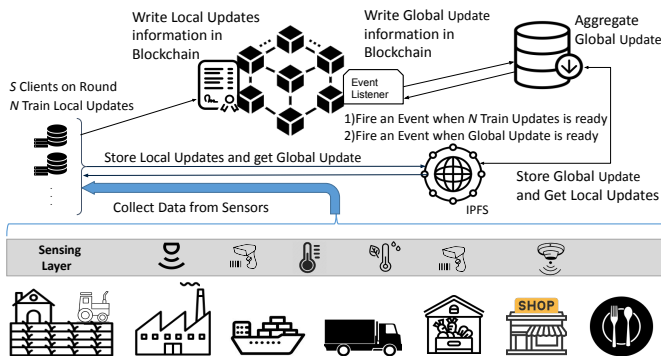 Write Local Updates
information in
Blockchain
Write Global Update
information in
Blockchain
Aggregate
Global Update
S Clients on Round
N Train Local Updates
Event
Listener
1)Fire an Event when N Train Updates is ready
2)Fire an Event when Global Update is ready
Store Local Updates and get Global Update
Store Global Update
and Get Local Updates
IPFS
Collect Data from Sensors
Sensing
Layer
SHOP